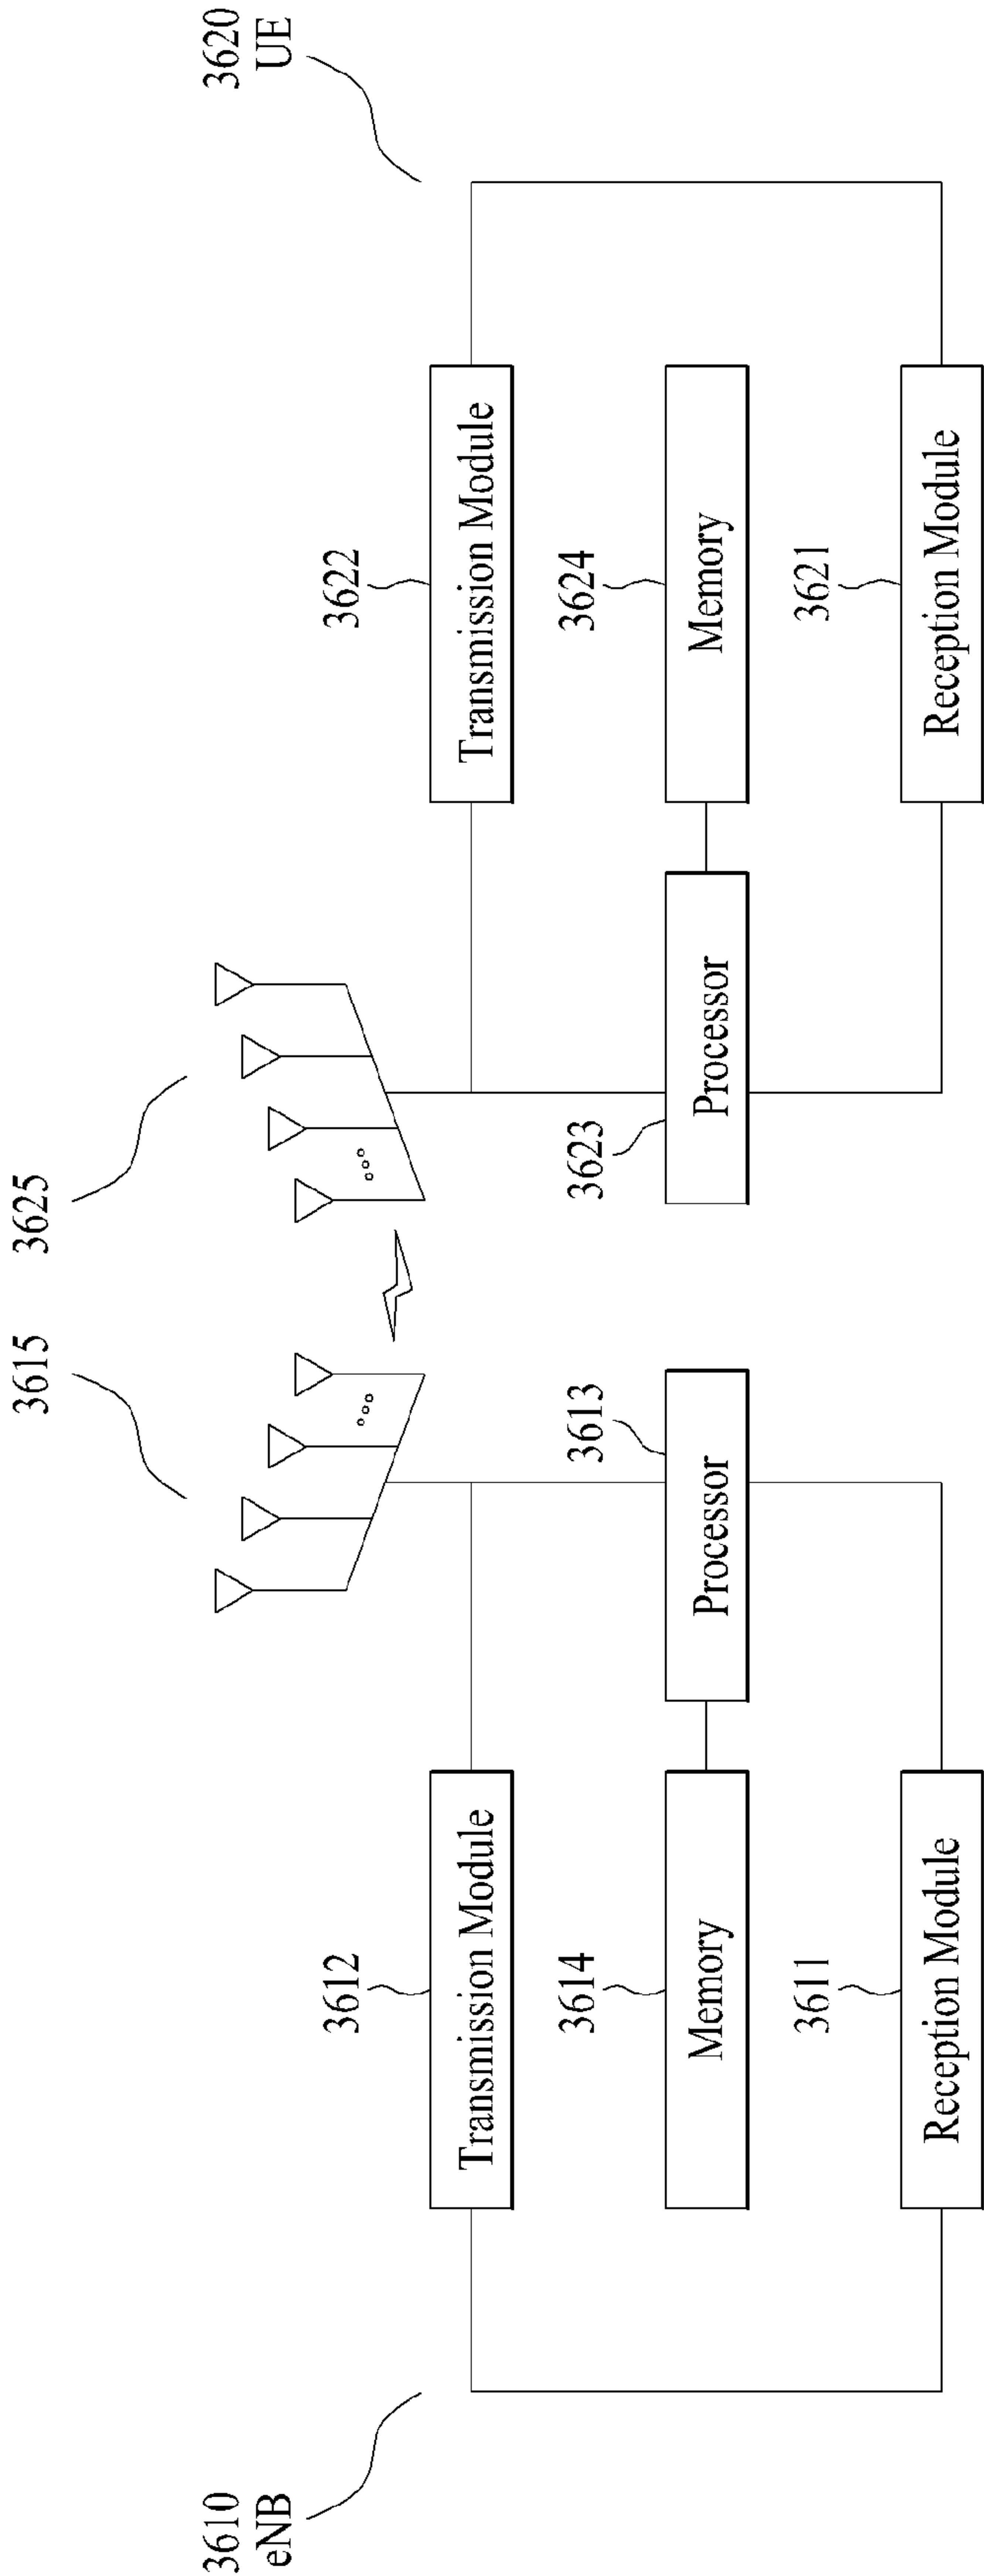 3615
3625
3610
eNB
3620
UE
3612
Transmission Module
3622
Transmission Module
3614
Memory
3613
Processor
3623
Processor
3624
Memory
3611
Reception Module
3621
Reception Module